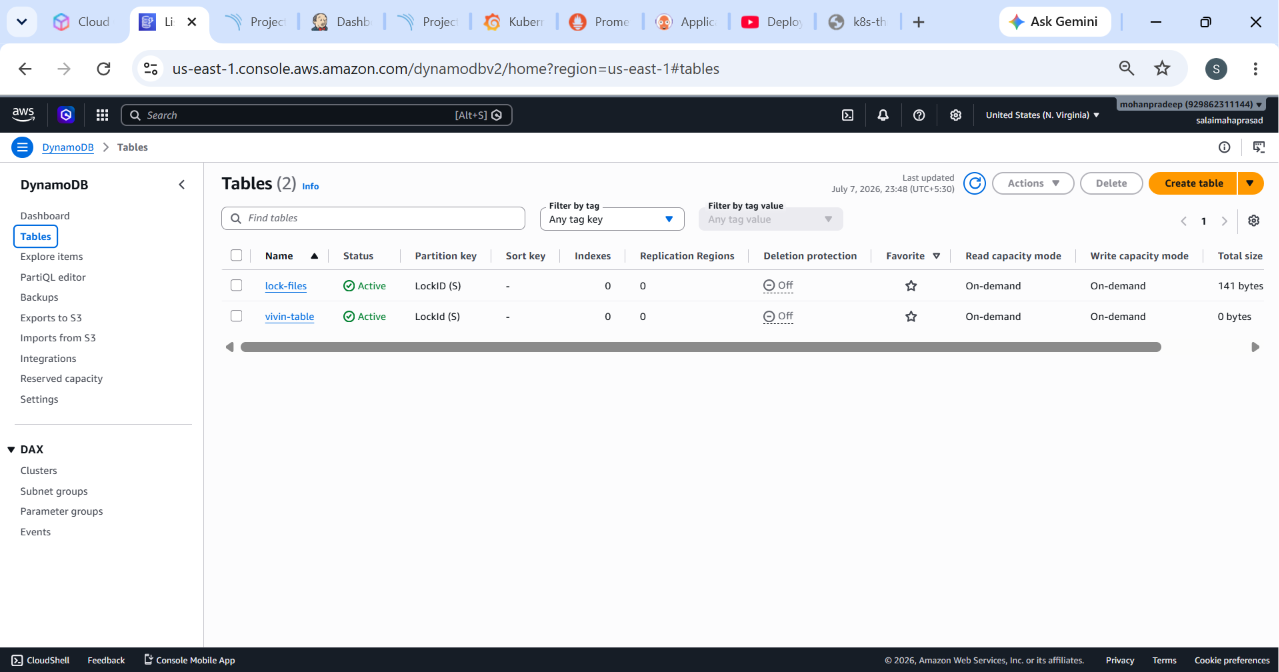 Cloud
Li
Project
Dashb
Project
Kubern
Prome
Applic
Deploy
k8s-th
Ask Gemini
us-east-1.console.aws.amazon.com/dynamodbv2/home?region=us-east-1#tables
S
aws
Search
[Alt+S]
United States (N. Virginia)
mohanpradeep (929862311144)
salaimahaprasad
DynamoDB
Tables
DynamoDB
Dashboard
Tables
Explore items
PartiQL editor
Backups
Exports to S3
Imports from S3
Integrations
Reserved capacity
Settings
DAX
Clusters
Subnet groups
Parameter groups
Events
Tables (2) Info
Last updated
July 7, 2026, 23:48 (UTC+5:30)
Actions
Delete
Create table
Find tables
Filter by tag
Any tag key
Filter by tag value
Any tag value
1
Name Status Partition key Sort key Indexes Replication Regions Deletion protection Favorite Read capacity mode Write capacity mode Total size
lock-files Active LockID (S) - 0 0 Off On-demand On-demand 141 bytes
vivin-table Active LockId (S) - 0 0 Off On-demand On-demand 0 bytes
CloudShell Feedback Console Mobile App © 2026, Amazon Web Services, Inc. or its affiliates. Privacy Terms Cookie preferences